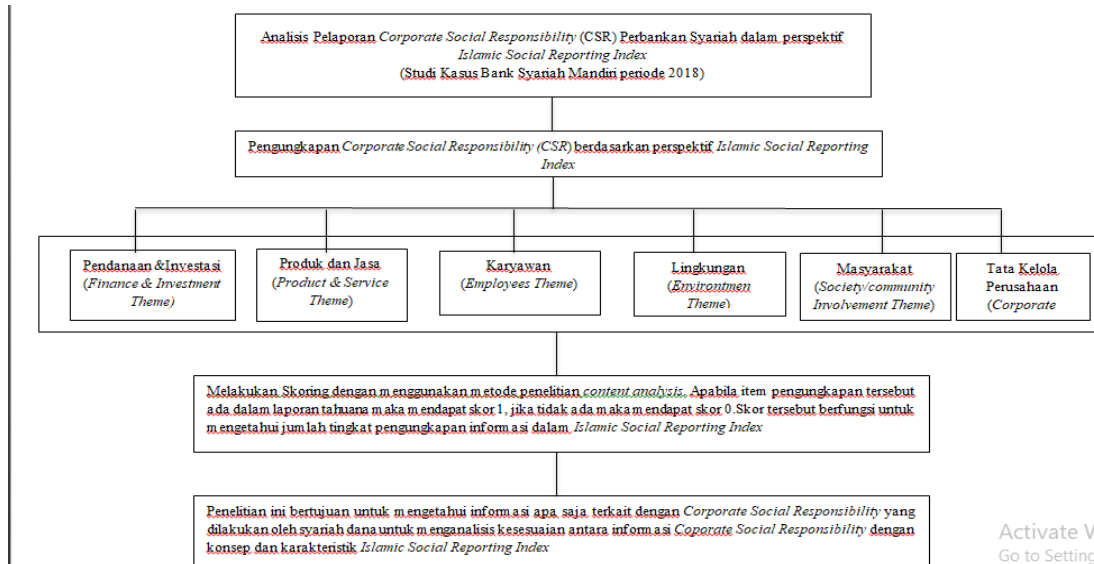 Analisis Pelaporan Corporate Social Responsibility (CSR) Perbankan Syariah dalam perspektif
Islamic Social Reporting Index
(Studi Kasus Bank Syariah Mandiri periode 2018)
Pengungkapan Corporate Social Responsibility (CSR) berdasarkan perspektif Islamic Social Reporting
Index
Pendanaan &Investasi
(Finance & Investment
Theme)
Produk dan Jasa
(Product & Service
Theme)
Karyawan
(Employees Theme)
Lingkungan
(Environtmen
Theme)
Masyarakat
(Society/community
Involvement Theme)
Tata Kelola
Perusahaan
(Corporate
Melakukan Skoring dengan menggunakan metode penelitian content analysis. Apabila item pengungkapan tersebut
ada dalam laporan tahuana maka mendapat skor 1, jika tidak ada maka mendapat skor 0.Skor tersebut berfungsi untuk
mengetahui jumlah tingkat pengungkapan informasi dalam Islamic Social Reporting Index
Penelitian ini bertujuan untuk mengetahui informasi apa saja terkait dengan Corporate Social Responsibility yang
dilakukan oleh syariah dana untuk menganalisis kesesuaian antara informasi Coporate Social Responsibility dengan
konsep dan karakteristik Islamic Social Reporting Index
Activate W
Go to Setting